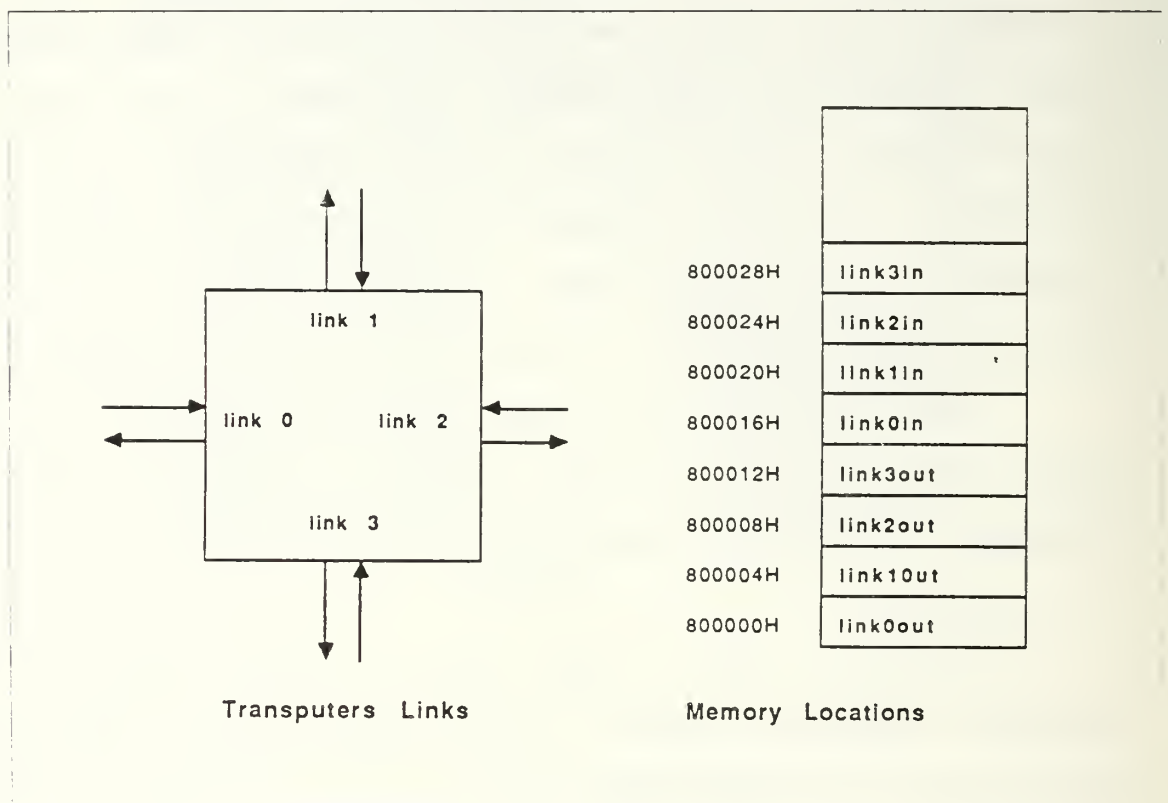 link 1
link 0 link 2
link 3
Transputers Links
800028H link3In
800024H link2in
800020H link1In
800016H link0In
800012H link3out
800008H link2out
800004H link10ut
800000H link0out
Memory Locations